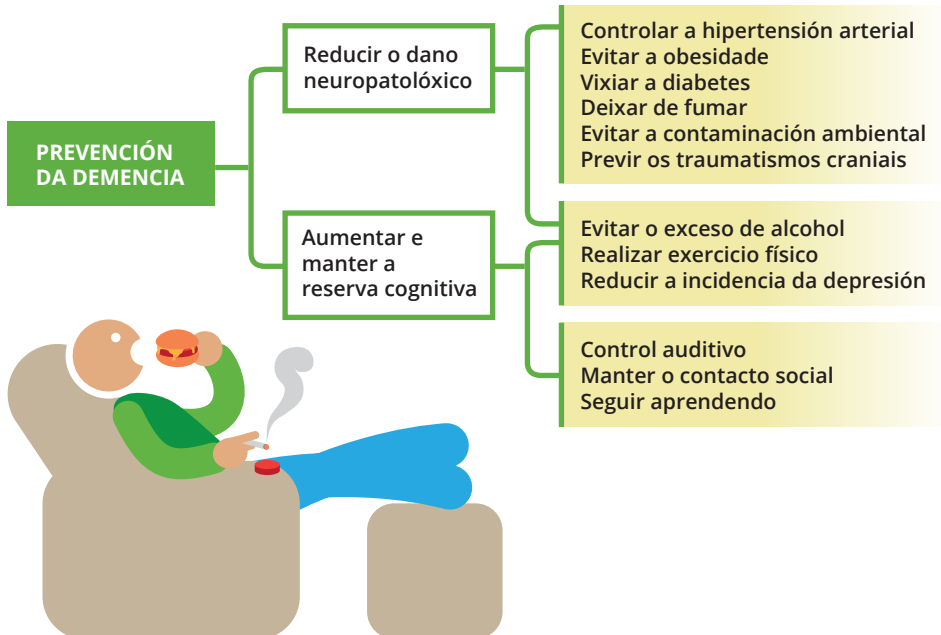 PREVENCIÓN
DA DEMENCIA
Reducir o dano
neuropatolóxico
Controlar a hipertensión arterial
Evitar a obesidade
Vixiar a diabetes
Deixar de fumar
Evitar a contaminación ambiental
Previr os traumatismos craniais
Aumentar e
manter a
reserva cognitiva
Evitar o exceso de alcohol
Realizar exercicio físico
Reducir a incidencia da depresión
Control auditivo
Manter o contacto social
Seguir aprendendo